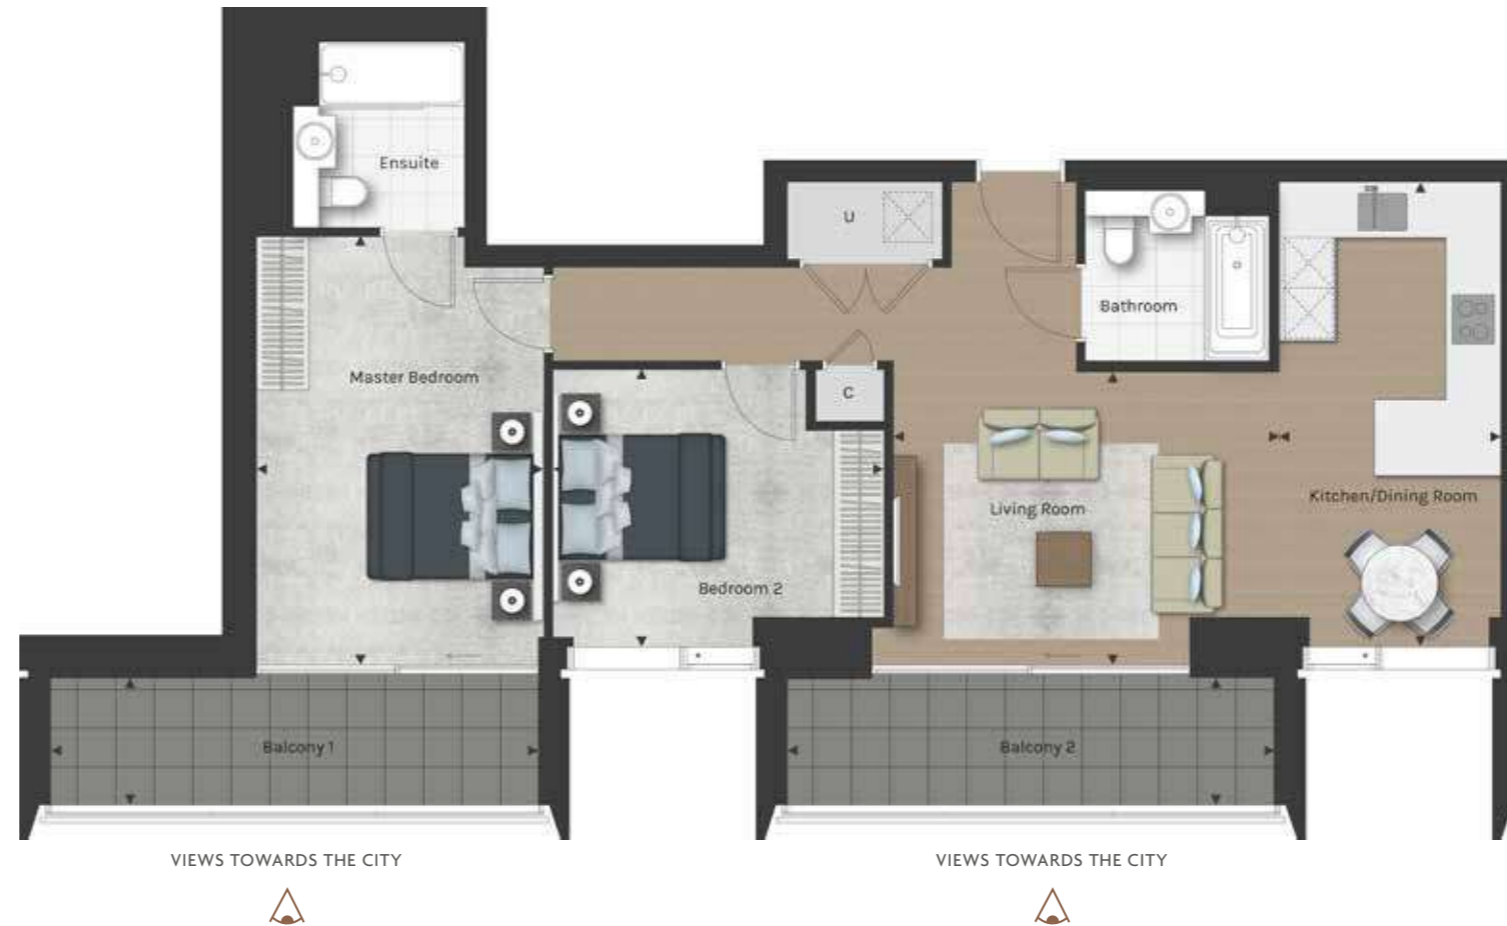 Ensuite
U
Bathroom
Master Bedroom
C
Living Room
Kitchen/Dining Room
Bedroom 2
Balcony 1
Balcony 2
VIEWS TOWARDS THE CITY
VIEWS TOWARDS THE CITY